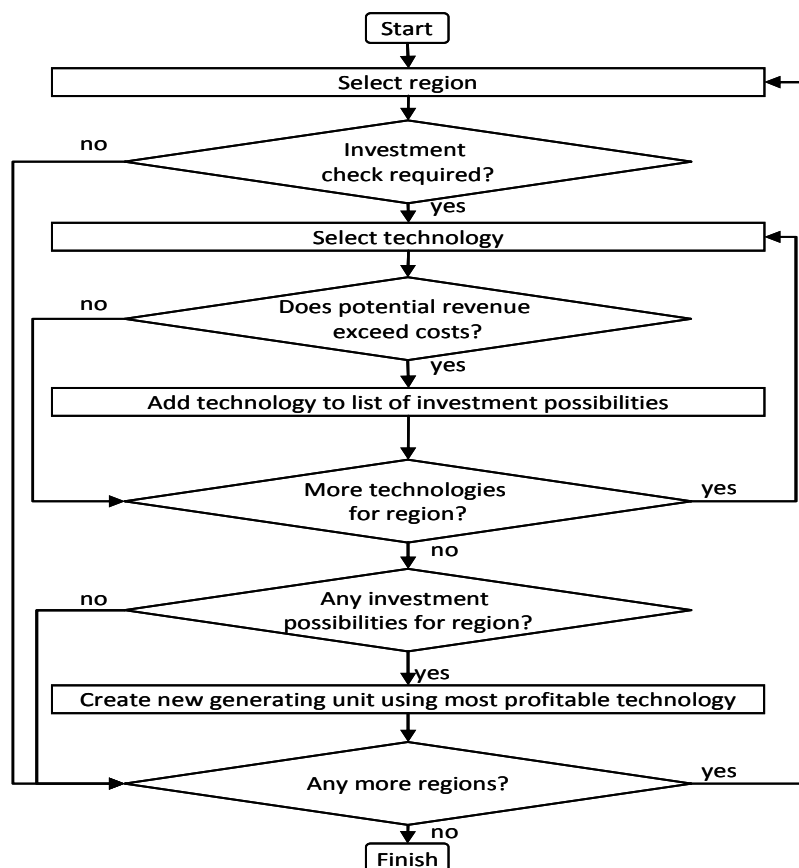 Start
Select region
no
Investment
check required?
yes
Select technology
no
Does potential revenue
exceed costs?
yes
Add technology to list of investment possibilities
More technologies
for region?
yes
no
no
Any investment
possibilities for region?
yes
Create new generating unit using most profitable technology
Any more regions?
yes
no
Finish